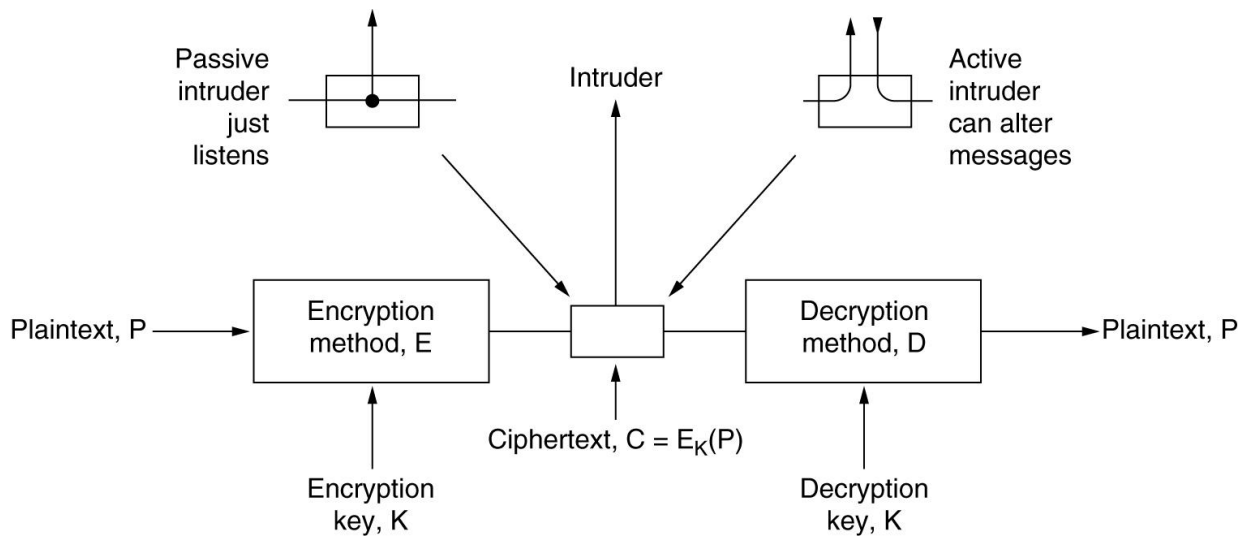 Passive
intruder
just
listens
Intruder
Active
intruder
can alter
messages
Plaintext, P
Encryption
method, E
Decryption
method, D
Plaintext, P
Ciphertext, C = E_K(P)
Encryption
key, K
Decryption
key, K